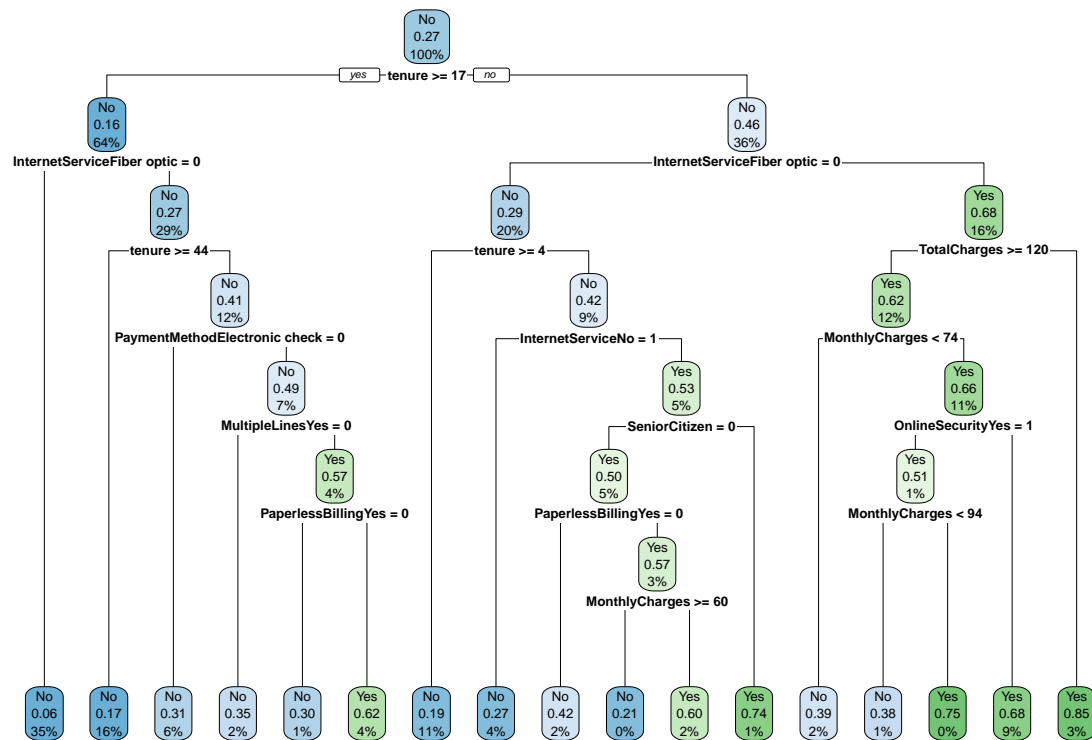 No
0.27
100%
yes tenure >= 17 no
No
0.16
64%
No
0.46
36%
InternetServiceFiber optic = 0
InternetServiceFiber optic = 0
No
0.27
29%
No
0.29
20%
Yes
0.68
16%
tenure >= 44
tenure >= 4
TotalCharges >= 120
No
0.41
12%
No
0.42
9%
Yes
0.62
12%
PaymentMethodElectronic check = 0
InternetServiceNo = 1
MonthlyCharges < 74
No
0.49
7%
Yes
0.53
5%
Yes
0.66
11%
MultipleLinesYes = 0
SeniorCitizen = 0
OnlineSecurityYes = 1
Yes
0.57
4%
Yes
0.50
5%
Yes
0.51
1%
PaperlessBillingYes = 0
PaperlessBillingYes = 0
MonthlyCharges < 94
Yes
0.57
3%
MonthlyCharges >= 60
No
0.06
35%
No
0.17
16%
No
0.31
6%
No
0.35
2%
No
0.30
1%
Yes
0.62
4%
No
0.19
11%
No
0.27
4%
No
0.42
2%
No
0.21
0%
Yes
0.60
2%
Yes
0.74
1%
No
0.39
2%
No
0.38
1%
Yes
0.75
0%
Yes
0.68
9%
Yes
0.85
3%